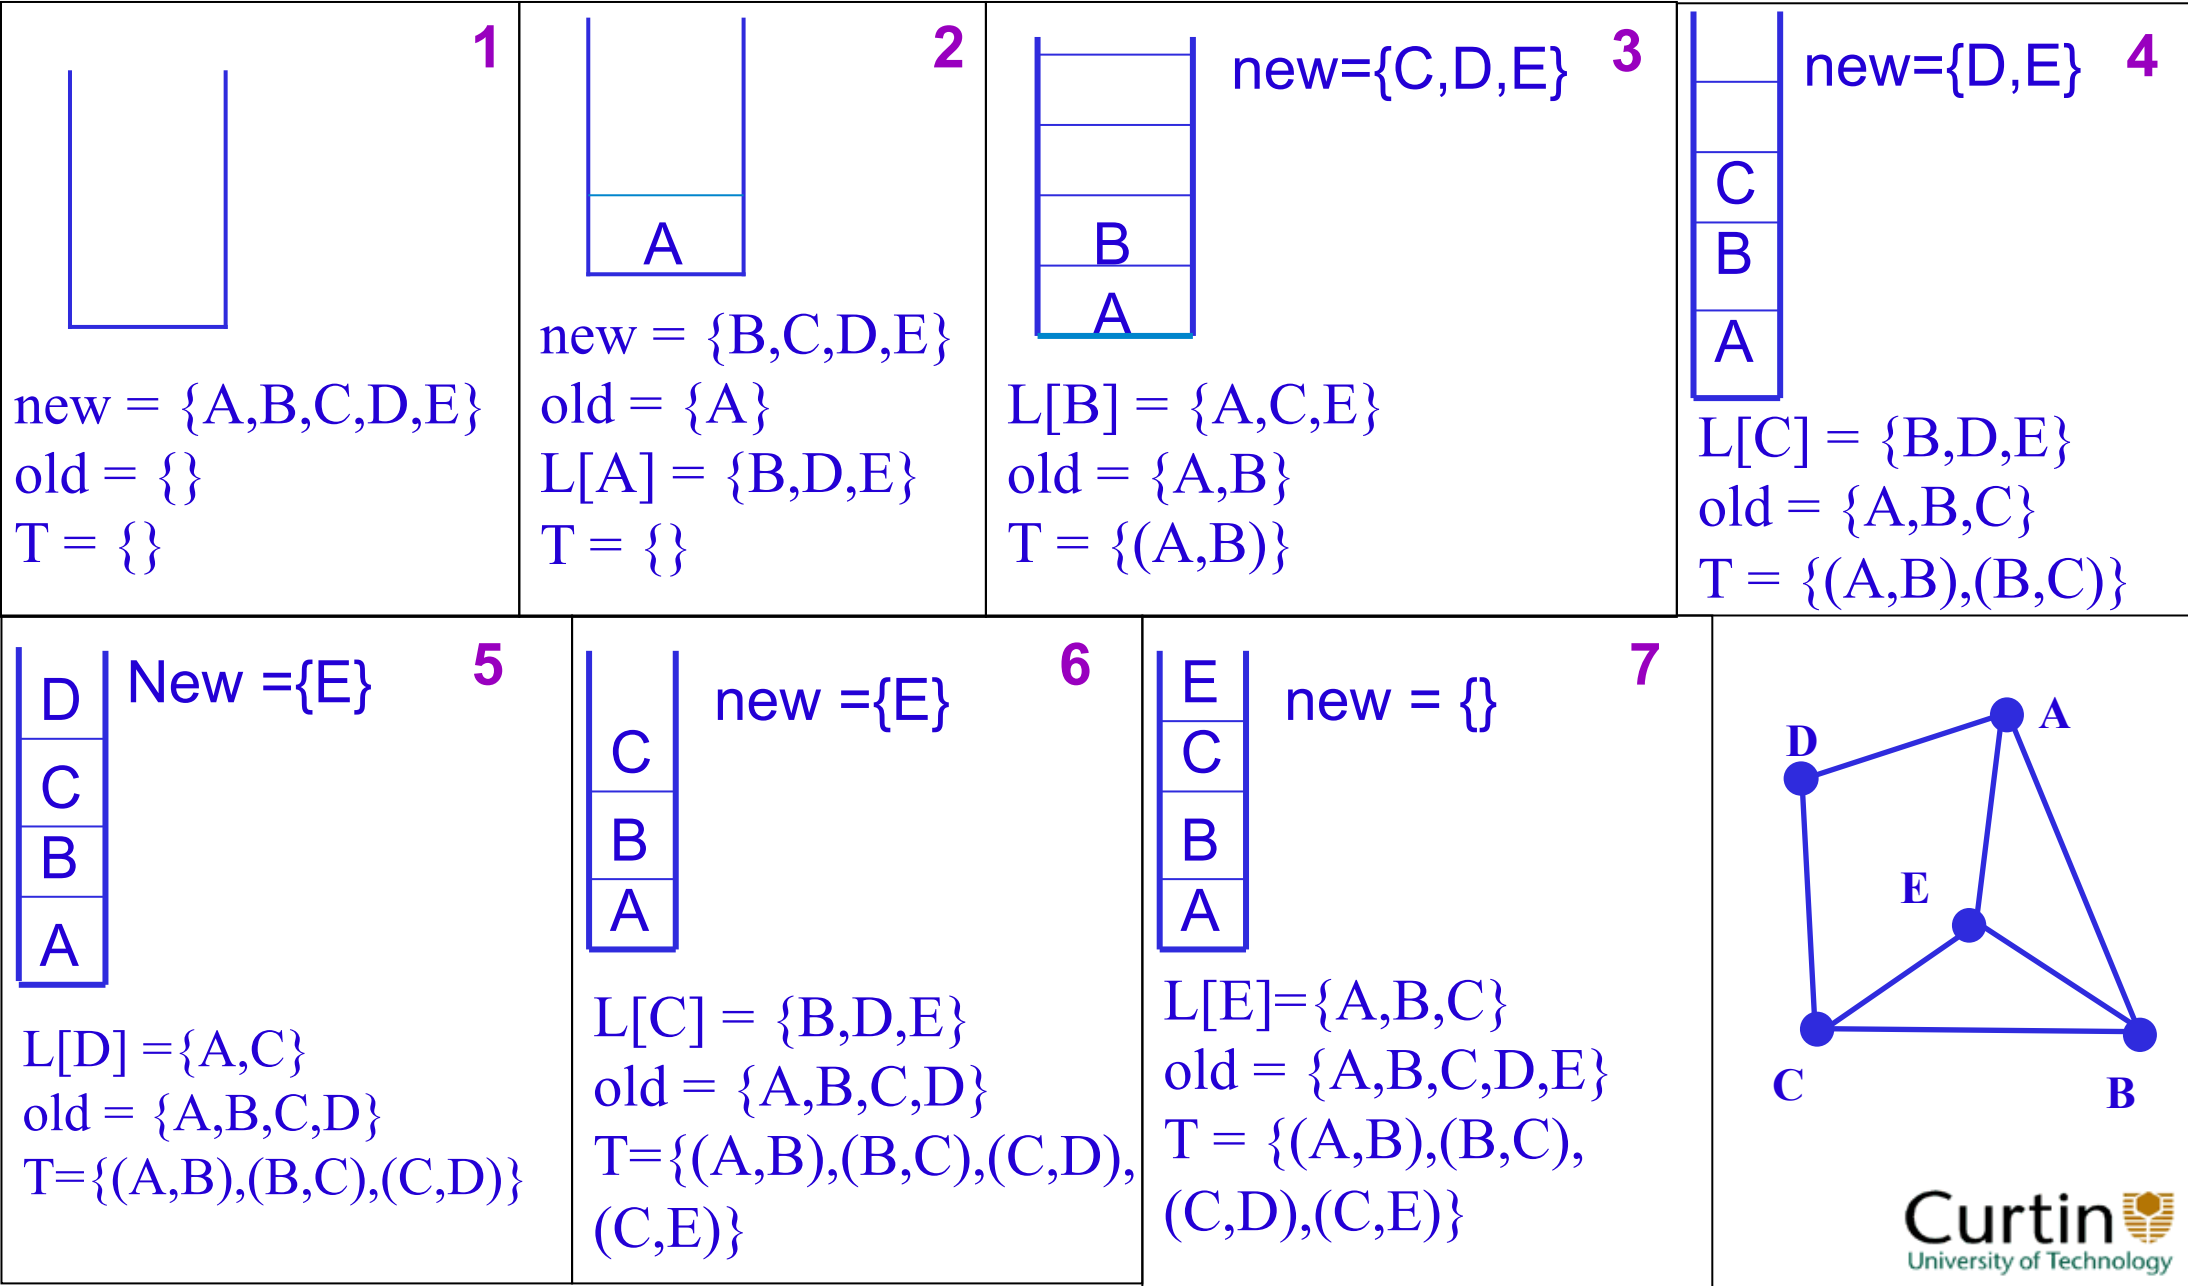 1
new = {A,B,C,D,E}
old = {}
T = {}
2
A
new = {B,C,D,E}
old = {A}
L[A] = {B,D,E}
T = {}
3
new={C,D,E}
B
A
L[B] = {A,C,E}
old = {A,B}
T = {(A,B)}
4
new={D,E}
C
B
A
L[C] = {B,D,E}
old = {A,B,C}
T = {(A,B),(B,C)}
5
New ={E}
D
C
B
A
L[D] ={A,C}
old = {A,B,C,D}
T={(A,B),(B,C),(C,D)}
6
new ={E}
C
B
A
L[C] = {B,D,E}
old = {A,B,C,D}
T={(A,B),(B,C),(C,D),
(C,E)}
7
new = {}
E
C
B
A
L[E]={A,B,C}
old = {A,B,C,D,E}
T = {(A,B),(B,C),
(C,D),(C,E)}
A
D
E
C
B
Curtin
University of Technology